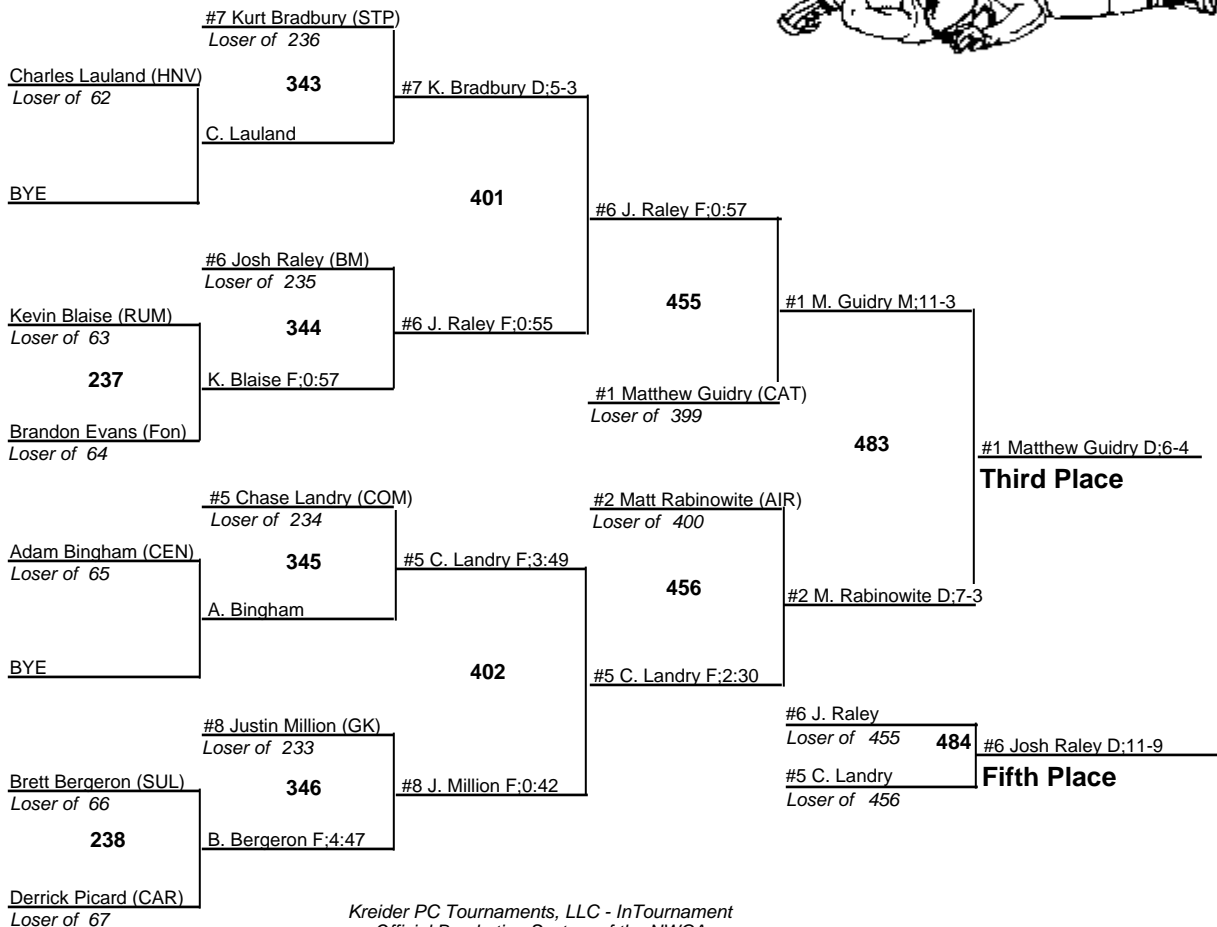 #7 Kurt Bradbury (STP)
Loser of 236
Charles Lauland (HNV)
Loser of 62
343
#7 K. Bradbury D;5-3
C. Lauland
BYE
401
#6 J. Raley F;0:57
#6 Josh Raley (BM)
Loser of 235
Kevin Blaise (RUM)
Loser of 63
344
#6 J. Raley F;0:55
455
#1 M. Guidry M;11-3
237
K. Blaise F;0:57
#1 Matthew Guidry (CAT)
Loser of 399
Brandon Evans (Fon)
Loser of 64
483
#1 Matthew Guidry D;6-4
Third Place
#5 Chase Landry (COM)
Loser of 234
#2 Matt Rabinowite (AIR)
Loser of 400
Adam Bingham (CEN)
Loser of 65
345
#5 C. Landry F;3:49
456
#2 M. Rabinowite D;7-3
A. Bingham
BYE
402
#5 C. Landry F;2:30
#8 Justin Million (GK)
Loser of 233
#6 J. Raley
Loser of 455
484
#6 Josh Raley D;11-9
Fifth Place
#5 C. Landry
Loser of 456
Brett Bergeron (SUL)
Loser of 66
346
#8 J. Million F;0:42
238
B. Bergeron F;4:47
Derrick Picard (CAR)
Loser of 67
Kreider PC Tournaments, LLC - InTournament